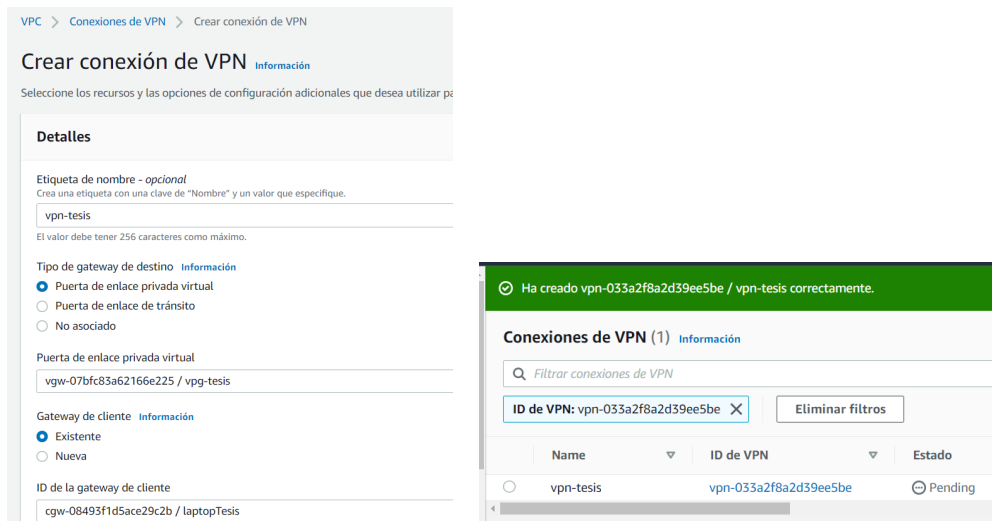 VPC > Conexiones de VPN > Crear conexión de VPN
Crear conexión de VPN Información
Seleccione los recursos y las opciones de configuración adicionales que desea utilizar
Detalles
Etiqueta de nombre - opcional
Crea una etiqueta con una clave de "Nombre" y un valor que especifique.
vpn-tesis
El valor debe tener 256 caracteres como máximo.
Tipo de gateway de destino Información
Puerta de enlace privada virtual
Puerta de enlace de tránsito
No asociado
Puerta de enlace privada virtual
vgw-07bfc83a62166e225 / vpg-tesis
Gateway de cliente Información
Existente
Nueva
ID de la gateway de cliente
cgw-08493f1d5ace29c2b / laptopTesis
Ha creado vpn-033a2f8a2d39ee5be / vpn-tesis correctamente.
Conexiones de VPN (1) Información
Filtrar conexiones de VPN
ID de VPN: vpn-033a2f8a2d39ee5be
Eliminar filtros
Name ID de VPN Estado
vpn-tesis vpn-033a2f8a2d39ee5be Pending